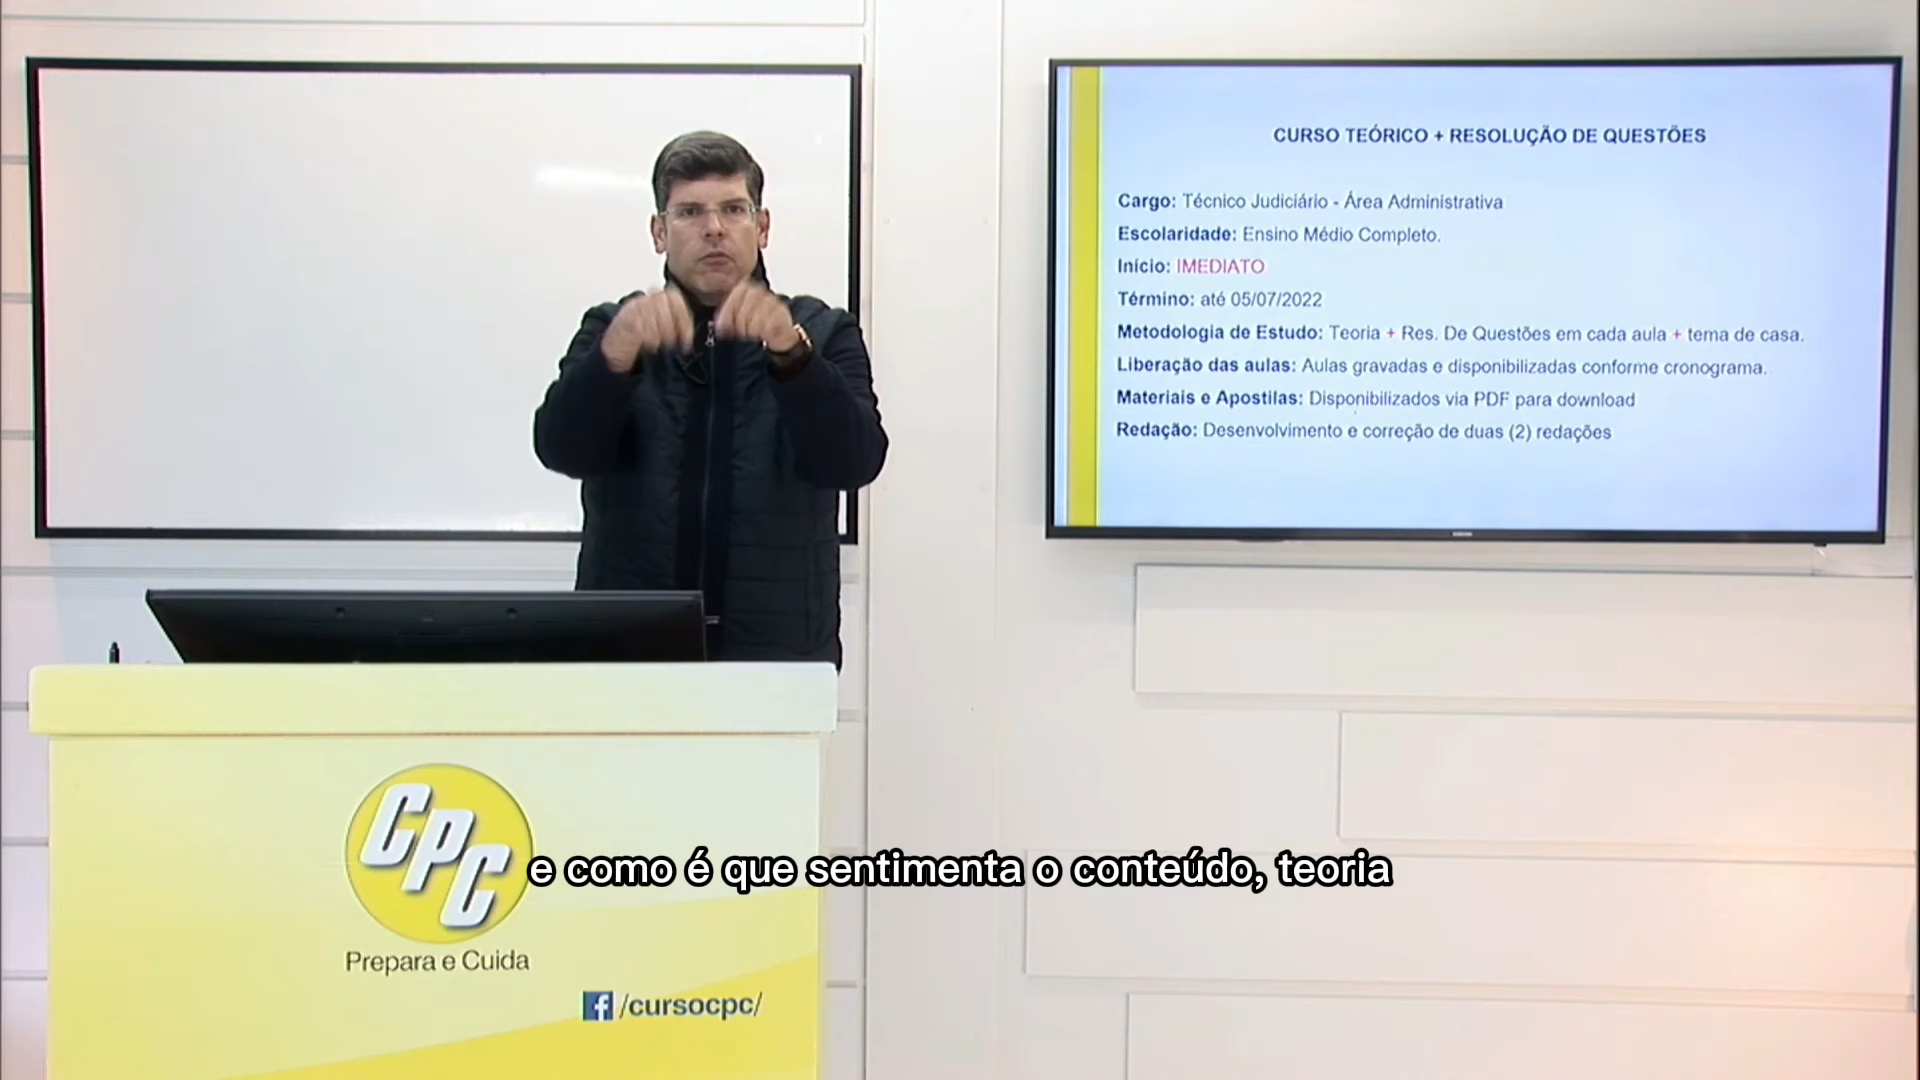 CURSO TEÓRICO + RESOLUÇÃO DE QUESTÕES
Cargo: Técnico Judiciário - Área Administrativa
Escolaridade: Ensino Médio Completo.
Início: IMEDIATO
Término: até 05/07/2022
Metodologia de Estudo: Teoria + Res. De Questões em cada aula + tema de casa.
Liberação das aulas: Aulas gravadas e disponibilizadas conforme cronograma.
Materiais e Apostilas: Disponibilizados via PDF para download
Redação: Desenvolvimento e correção de duas (2) redações
CPC
Prepara e Cuida
/cursocpc/
e como é que sentimenta o conteúdo, teoria